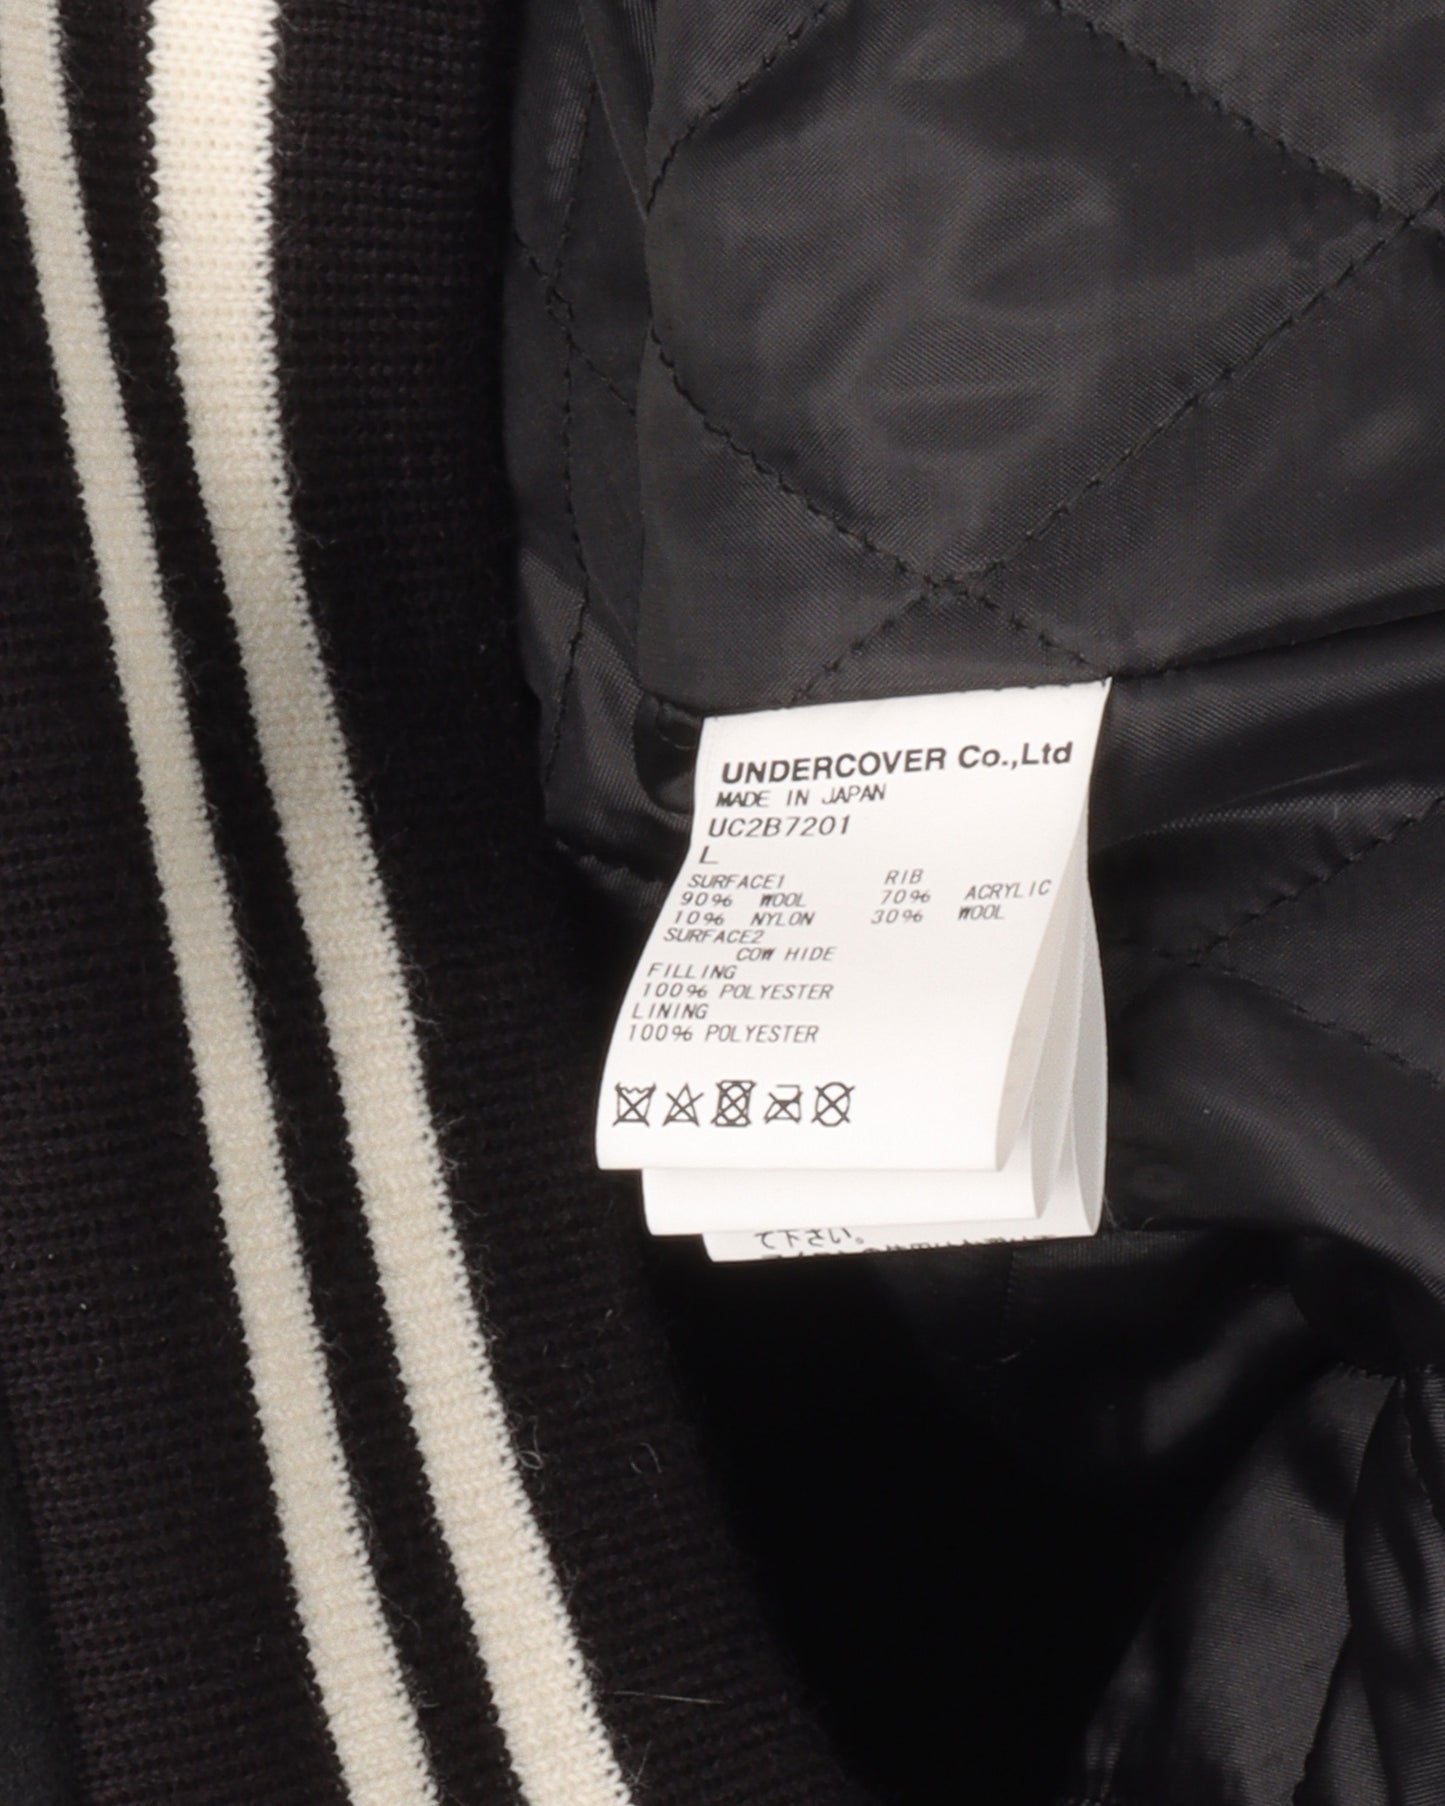 UNDERCOVER Co.,Ltd
MADE IN JAPAN
UC2B7201
L
SURFACE1 RIB
90% WOOL 70% ACRYLIC
10% NYLON 30% WOOL
SURFACE2
COW HIDE
FILLING
100% POLYESTER
LINING
100% POLYESTER
て下さい。